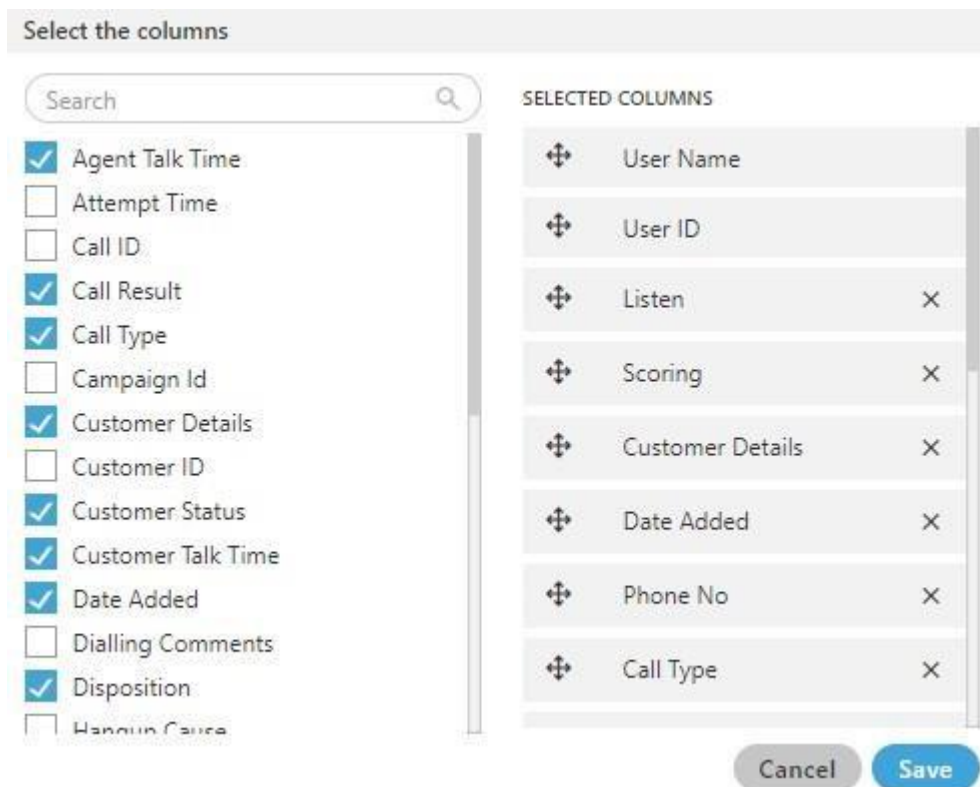 Select the columns
Search
Agent Talk Time
Attempt Time
Call ID
Call Result
Call Type
Campaign Id
Customer Details
Customer ID
Customer Status
Customer Talk Time
Date Added
Dialling Comments
Disposition
Hangup Cause
SELECTED COLUMNS
User Name
User ID
Listen
Scoring
Customer Details
Date Added
Phone No
Call Type
Cancel
Save